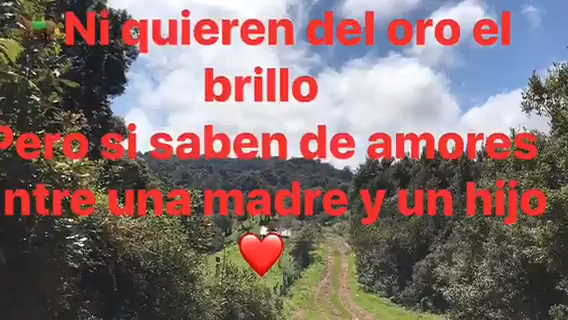 Ni quieren del oro el
brillo
Pero si saben de amores
ntre una madre y un hijo